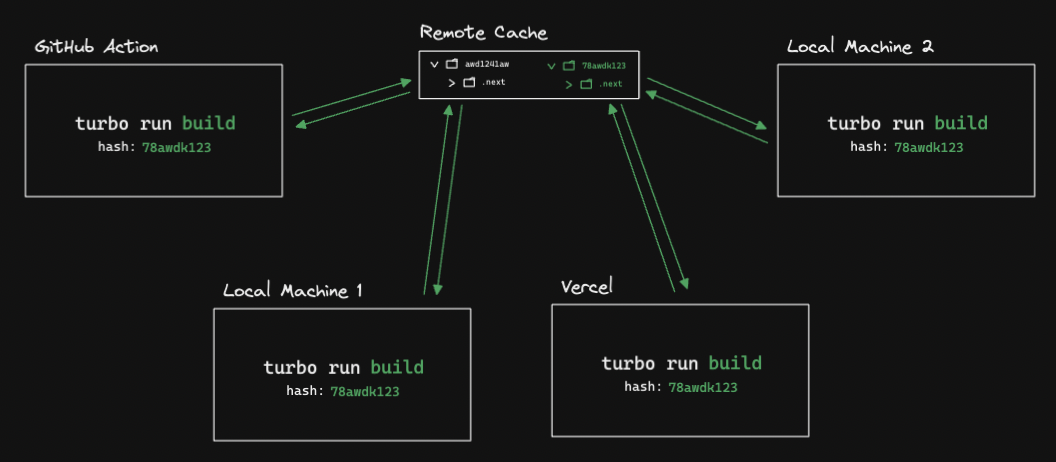 GitHub Action
turbo run build
hash: 78awdk123
Remote Cache
awd1241aw
.next
78awdk123
.next
Local Machine 2
turbo run build
hash: 78awdk123
Local Machine 1
turbo run build
hash: 78awdk123
Vercel
turbo run build
hash: 78awdk123